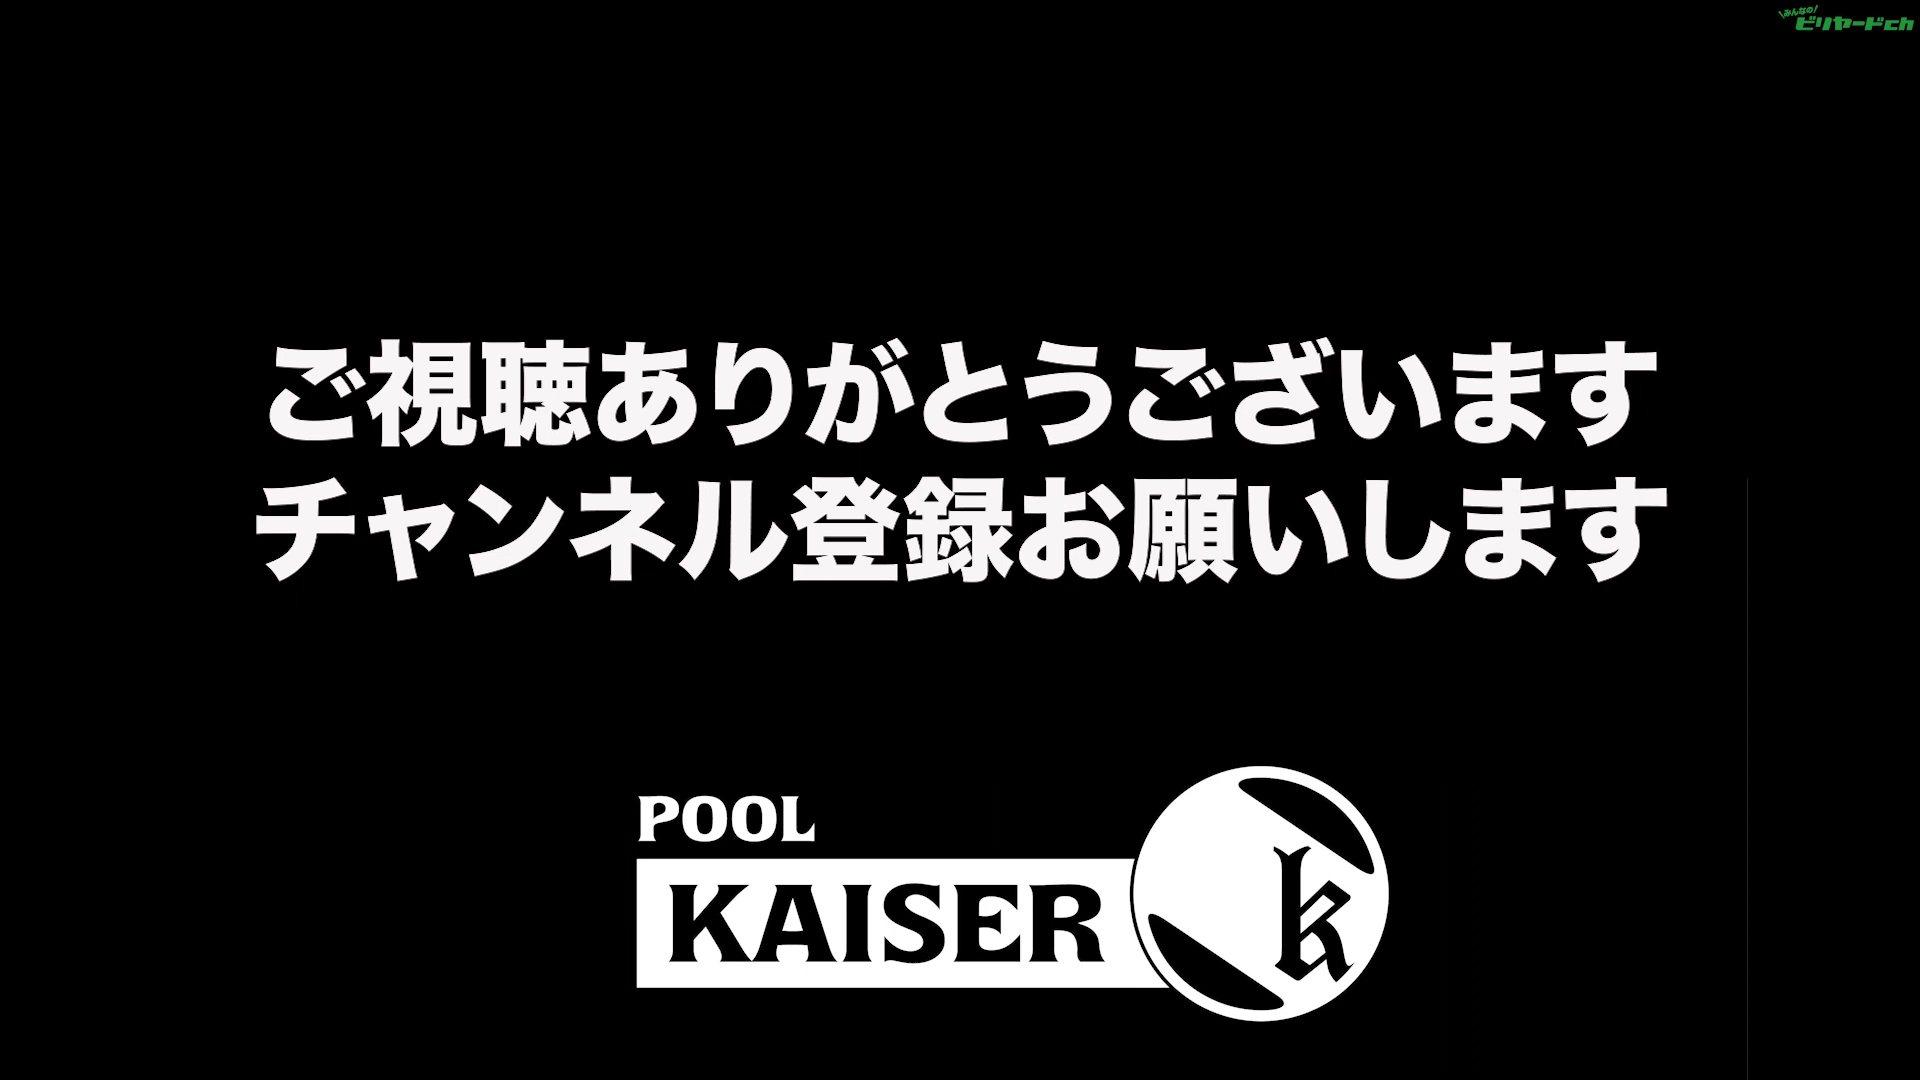 \みんなの!
ビリヤードch
ご視聴ありがとうございます
チャンネル登録お願いします
POOL
KAISER
k